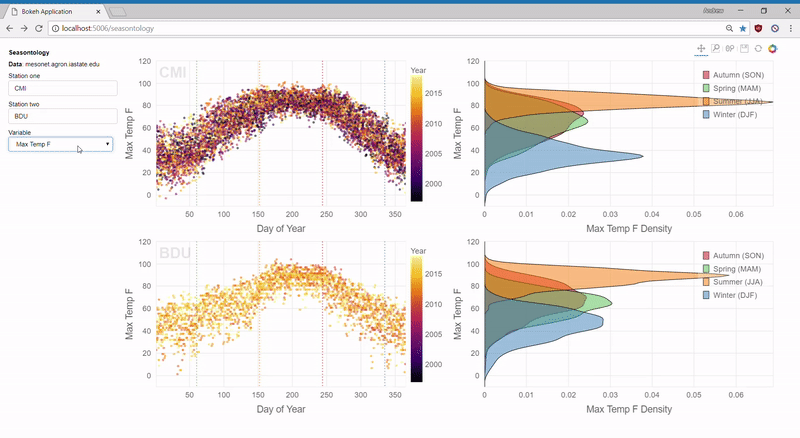 Bokeh Application
localhost:5006/seasontology
Seasontology
Data: mesonet.agron.iastate.edu
Station one
CMI
Station two
BDU
Variable
Max Temp F
CMI
Max Temp F
120
100
80
60
40
20
0
50 100 150 200 250 300 350
Day of Year
Year
2015
2010
2005
2000
Max Temp F
120
100
80
60
40
20
0
0 0.01 0.02 0.03 0.04 0.05 0.06
Max Temp F Density
Autumn (SON)
Spring (MAM)
Summer (JJA)
Winter (DJF)
BDU
Max Temp F
120
100
80
60
40
20
0
50 100 150 200 250 300 350
Day of Year
Year
2015
2010
2005
2000
Max Temp F
120
100
80
60
40
20
0
0 0.01 0.02 0.03 0.04 0.05 0.06
Max Temp F Density
Autumn (SON)
Spring (MAM)
Summer (JJA)
Winter (DJF)